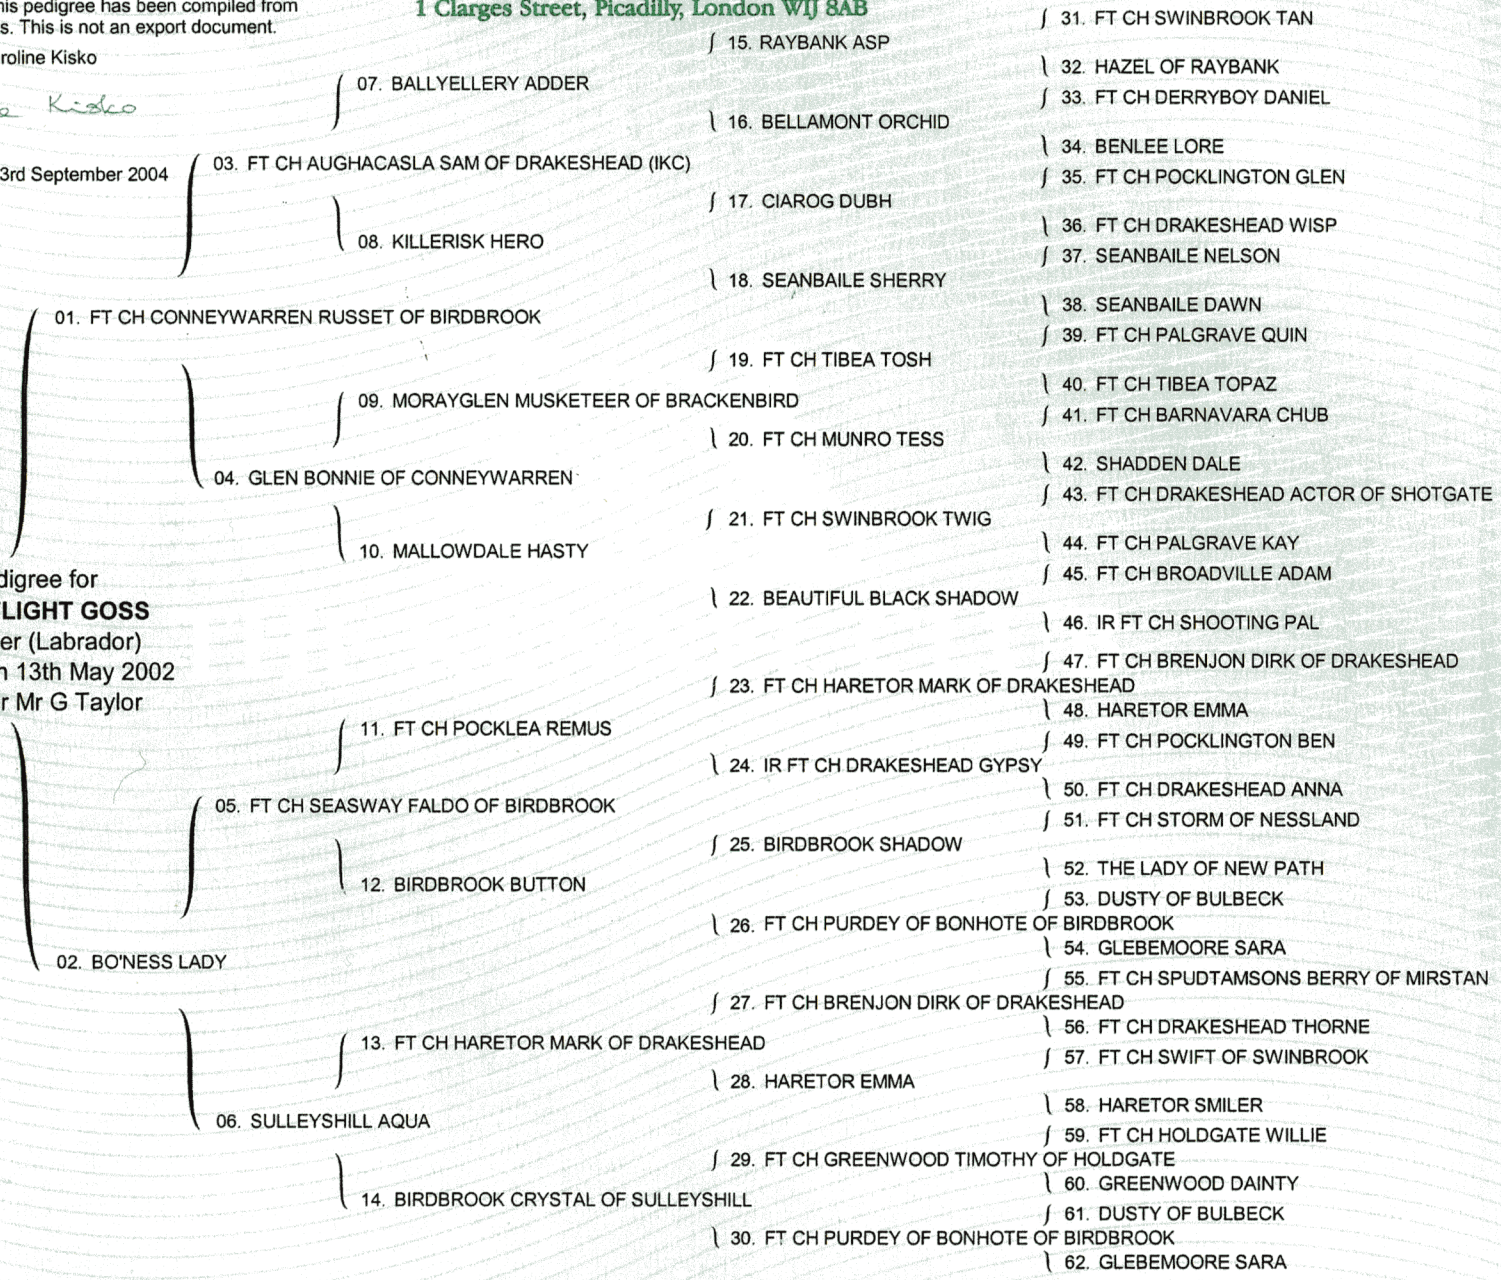 his pedigree has been compiled from
s. This is not an export document.
roline Kisko
Kisko
3rd September 2004
1 Clarges Street, Picadilly, London W1J 8AB
digree for
LIGHT GOSS
er (Labrador)
n 13th May 2002
r Mr G Taylor
01. FT CH CONNEYWARREN RUSSET OF BIRDBROOK
02. BO'NESS LADY
03. FT CH AUGHACASLA SAM OF DRAKESHEAD (IKC)
04. GLEN BONNIE OF CONNEYWARREN
05. FT CH SEASWAY FALDO OF BIRDBROOK
06. SULLEYSHILL AQUA
07. BALLYELLERY ADDER
08. KILLERISK HERO
09. MORAYGLEN MUSKETEER OF BRACKENBIRD
10. MALLOWDALE HASTY
11. FT CH POCKLEA REMUS
12. BIRDBROOK BUTTON
13. FT CH HARETOR MARK OF DRAKESHEAD
14. BIRDBROOK CRYSTAL OF SULLEYSHILL
15. RAYBANK ASP
16. BELLAMONT ORCHID
17. CIAROG DUBH
18. SEANBAILE SHERRY
19. FT CH TIBEA TOSH
20. FT CH MUNRO TESS
21. FT CH SWINBROOK TWIG
22. BEAUTIFUL BLACK SHADOW
23. FT CH HARETOR MARK OF DRAKESHEAD
24. IR FT CH DRAKESHEAD GYPSY
25. BIRDBROOK SHADOW
26. FT CH PURDEY OF BONHOTE OF BIRDBROOK
27. FT CH BRENJON DIRK OF DRAKESHEAD
28. HARETOR EMMA
29. FT CH GREENWOOD TIMOTHY OF HOLDGATE
30. FT CH PURDEY OF BONHOTE OF BIRDBROOK
31. FT CH SWINBROOK TAN
32. HAZEL OF RAYBANK
33. FT CH DERRYBOY DANIEL
34. BENLEE LORE
35. FT CH POCKLINGTON GLEN
36. FT CH DRAKESHEAD WISP
37. SEANBAILE NELSON
38. SEANBAILE DAWN
39. FT CH PALGRAVE QUIN
40. FT CH TIBEA TOPAZ
41. FT CH BARNAVARA CHUB
42. SHADDEN DALE
43. FT CH DRAKESHEAD ACTOR OF SHOTGATE
44. FT CH PALGRAVE KAY
45. FT CH BROADVILLE ADAM
46. IR FT CH SHOOTING PAL
47. FT CH BRENJON DIRK OF DRAKESHEAD
48. HARETOR EMMA
49. FT CH POCKLINGTON BEN
50. FT CH DRAKESHEAD ANNA
51. FT CH STORM OF NESSLAND
52. THE LADY OF NEW PATH
53. DUSTY OF BULBECK
54. GLEBEMOORE SARA
55. FT CH SPUDTAMSONS BERRY OF MIRSTAN
56. FT CH DRAKESHEAD THORNE
57. FT CH SWIFT OF SWINBROOK
58. HARETOR SMILER
59. FT CH HOLDGATE WILLIE
60. GREENWOOD DAINTY
61. DUSTY OF BULBECK
62. GLEBEMOORE SARA